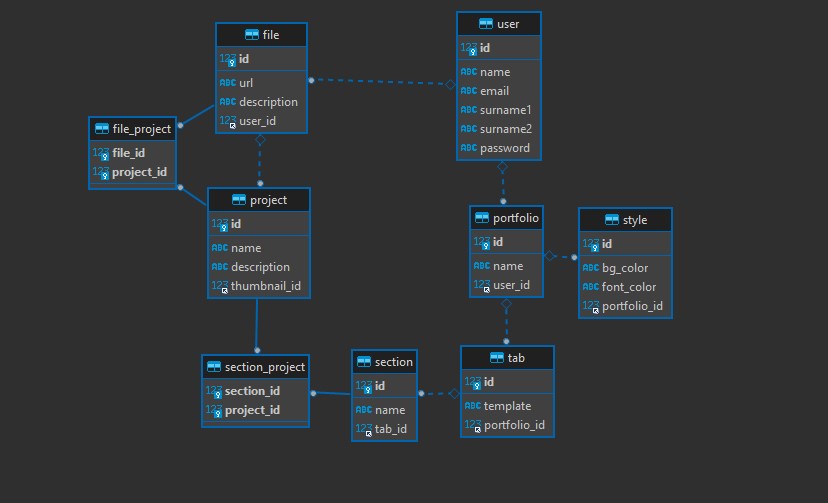 file
123 id
ABC url
ABC description
123 user_id
user
123 id
ABC name
ABC email
ABC surname1
ABC surname2
ABC password
file_project
123 file_id
123 project_id
project
123 id
ABC name
ABC description
123 thumbnail_id
portfolio
123 id
ABC name
123 user_id
style
123 id
ABC bg_color
ABC font_color
123 portfolio_id
section_project
123 section_id
123 project_id
section
123 id
ABC name
123 tab_id
tab
123 id
ABC template
123 portfolio_id